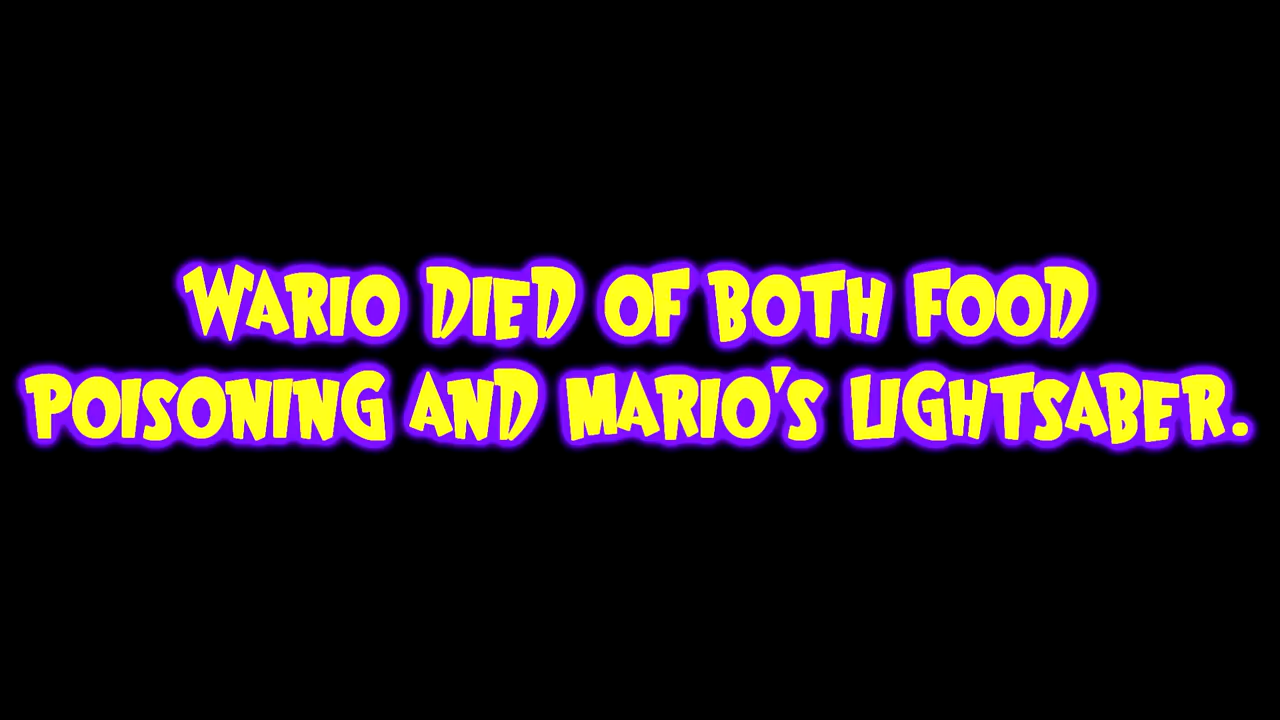 WARIO DIED OF BOTH FOOD
POISONING AND MARIO'S LIGHTSABER.